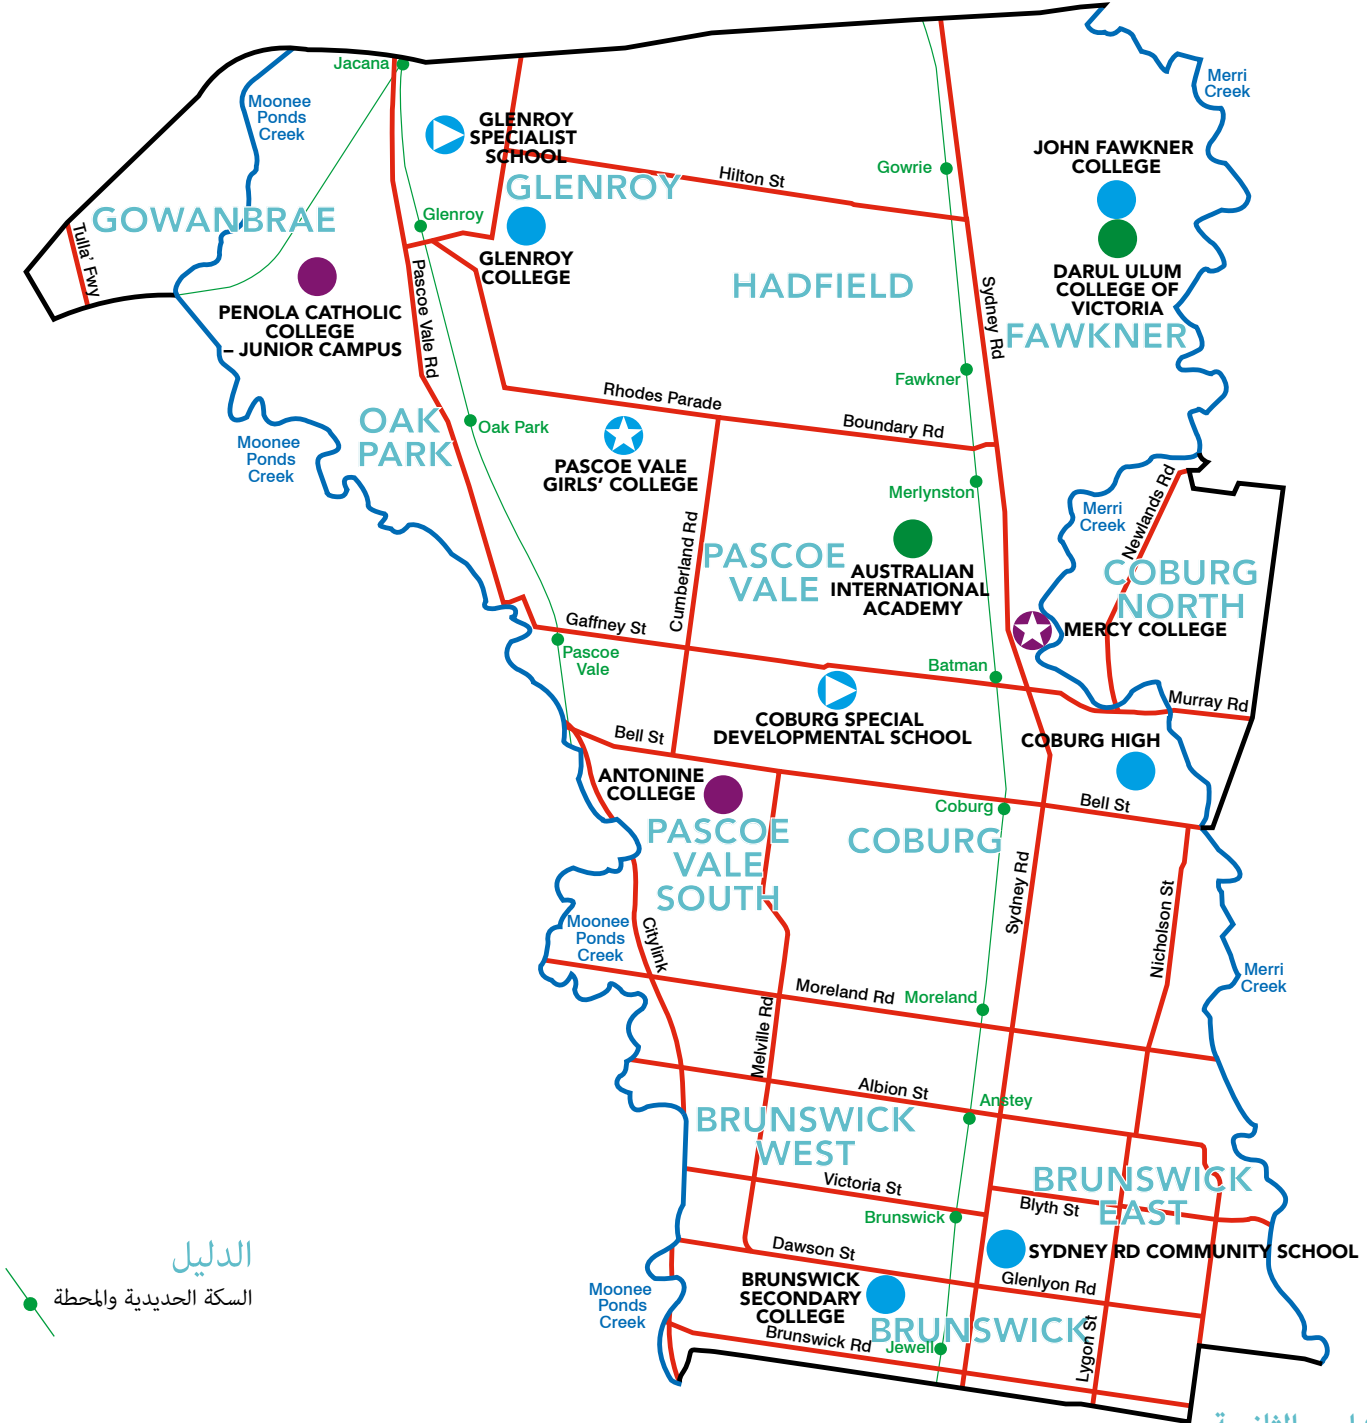 Jacana
Moonee
Ponds
Creek
GLENROY
SPECIALIST
SCHOOL
Merri
Creek
JOHN FAWKNER
COLLEGE
Gowrie
Hilton St
GLENROY
GOWANBRAE
Glenroy
Tulla' Fwy
GLENROY
COLLEGE
Pascoe Vale Rd
HADFIELD
Sydney Rd
DARUL ULUM
COLLEGE OF
VICTORIA
FAWKNER
PENOLA CATHOLIC
COLLEGE
– JUNIOR CAMPUS
Fawkner
Rhodes Parade
Boundary Rd
OAK
PARK
Oak Park
Moonee
Ponds
Creek
PASCOE VALE
GIRLS' COLLEGE
Merlynston
Merri
Creek
Newlands Rd
Cumberland Rd
PASCOE
VALE
AUSTRALIAN
INTERNATIONAL
ACADEMY
COBURG
NORTH
MERCY COLLEGE
Gaffney St
Pascoe
Vale
Batman
Murray Rd
COBURG SPECIAL
DEVELOPMENTAL SCHOOL
Bell St
COBURG HIGH
ANTONINE
COLLEGE
Coburg
Bell St
PASCOE
VALE
SOUTH
COBURG
Sydney Rd
Nicholson St
Moonee
Ponds
Creek
Citylink
Merri
Creek
Moreland Rd
Moreland
Melville Rd
Albion St
Anstey
BRUNSWICK
WEST
BRUNSWICK
EAST
Victoria St
Blyth St
Brunswick
Dawson St
SYDNEY RD COMMUNITY SCHOOL
Glenlyon Rd
الدليل
السكة الحديدية والمحطة
Moonee
Ponds
Creek
BRUNSWICK
SECONDARY
COLLEGE
BRUNSWICK
Brunswick Rd
Jewell
Lygon St